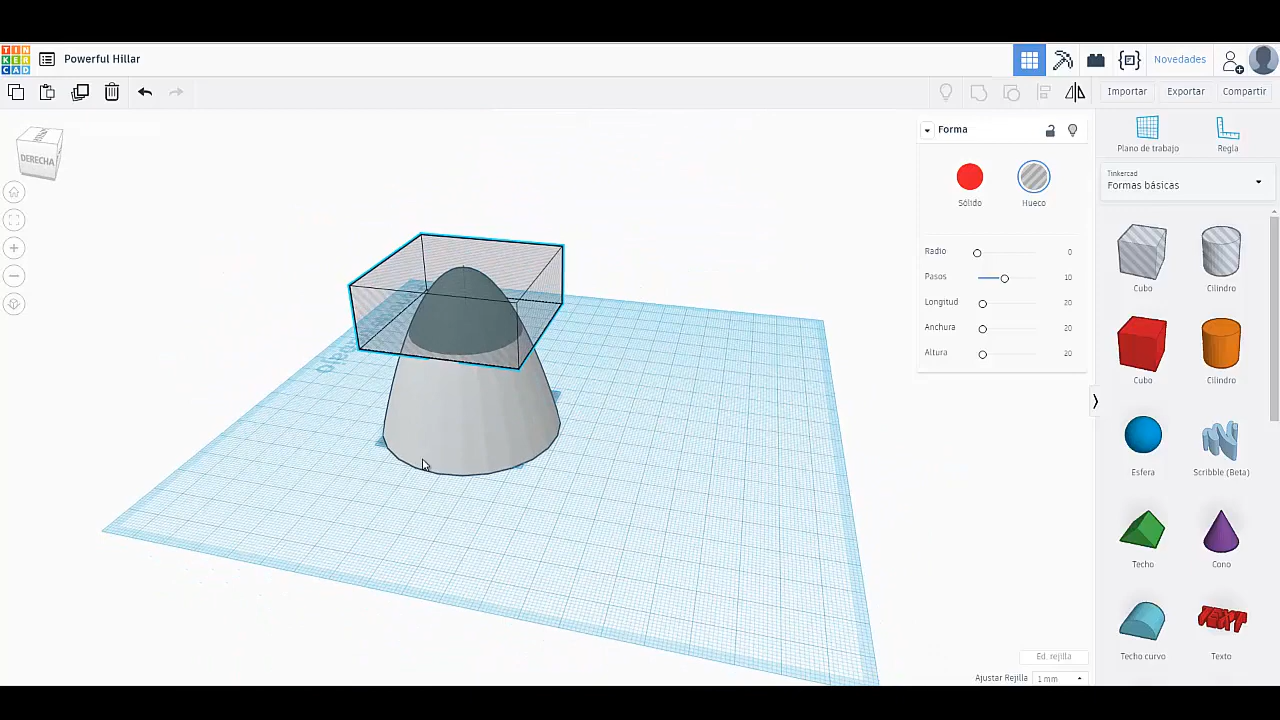 TIN
KER
CAD
Powerful Hillar
Novedades
Importar
Exportar
Compartir
DERECHA
Forma
Sólido
Hueco
Radio 0
Pasos 10
Longitud 20
Anchura 20
Altura 20
Plano de trabajo
Regla
Tinkercad
Formas básicas
Cubo
Cilindro
Cubo
Cilindro
Esfera
Scribble (Beta)
Techo
Cono
TEXT
Techo curvo
Texto
Ed. rejilla
Ajustar Rejilla 1 mm